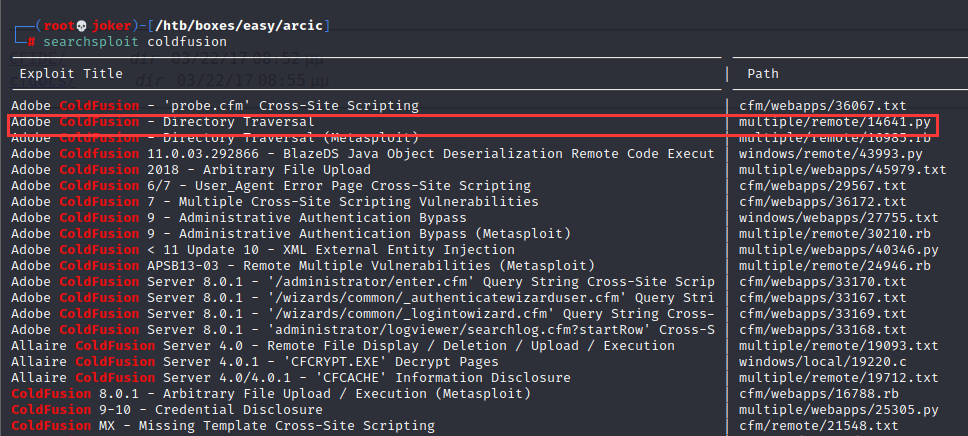 (root💀joker)-[/htb/boxes/easy/arcic]
# searchsploit coldfusion
Exploit Title | Path
Adobe ColdFusion - 'probe.cfm' Cross-Site Scripting | cfm/webapps/36067.txt
Adobe ColdFusion - Directory Traversal | multiple/remote/14641.py
Adobe ColdFusion - Directory Traversal (Metasploit) | multiple/remote/16985.rb
Adobe ColdFusion 11.0.03.292866 - BlazeDS Java Object Deserialization Remote Code Execut | windows/remote/43993.py
Adobe ColdFusion 2018 - Arbitrary File Upload | multiple/webapps/45979.txt
Adobe ColdFusion 6/7 - User_Agent Error Page Cross-Site Scripting | cfm/webapps/29567.txt
Adobe ColdFusion 7 - Multiple Cross-Site Scripting Vulnerabilities | cfm/webapps/36172.txt
Adobe ColdFusion 9 - Administrative Authentication Bypass | windows/webapps/27755.txt
Adobe ColdFusion 9 - Administrative Authentication Bypass (Metasploit) | multiple/remote/30210.rb
Adobe ColdFusion < 11 Update 10 - XML External Entity Injection | multiple/webapps/40346.py
Adobe ColdFusion APSB13-03 - Remote Multiple Vulnerabilities (Metasploit) | multiple/remote/24946.rb
Adobe ColdFusion Server 8.0.1 - '/administrator/enter.cfm' Query String Cross-Site Scrip | cfm/webapps/33170.txt
Adobe ColdFusion Server 8.0.1 - '/wizards/common/_authenticatewizarduser.cfm' Query Stri | cfm/webapps/33167.txt
Adobe ColdFusion Server 8.0.1 - '/wizards/common/_logintowizard.cfm' Query String Cross- | cfm/webapps/33169.txt
Adobe ColdFusion Server 8.0.1 - 'administrator/logviewer/searchlog.cfm?startRow' Cross-S | cfm/webapps/33168.txt
Allaire ColdFusion Server 4.0 - Remote File Display / Deletion / Upload / Execution | multiple/remote/19093.txt
Allaire ColdFusion Server 4.0.1 - 'CFCRYPT.EXE' Decrypt Pages | windows/local/19220.c
Allaire ColdFusion Server 4.0/4.0.1 - 'CFCACHE' Information Disclosure | multiple/remote/19712.txt
ColdFusion 8.0.1 - Arbitrary File Upload / Execution (Metasploit) | cfm/webapps/16788.rb
ColdFusion 9-10 - Credential Disclosure | multiple/webapps/25305.py
ColdFusion MX - Missing Template Cross-Site Scripting | cfm/remote/21548.txt